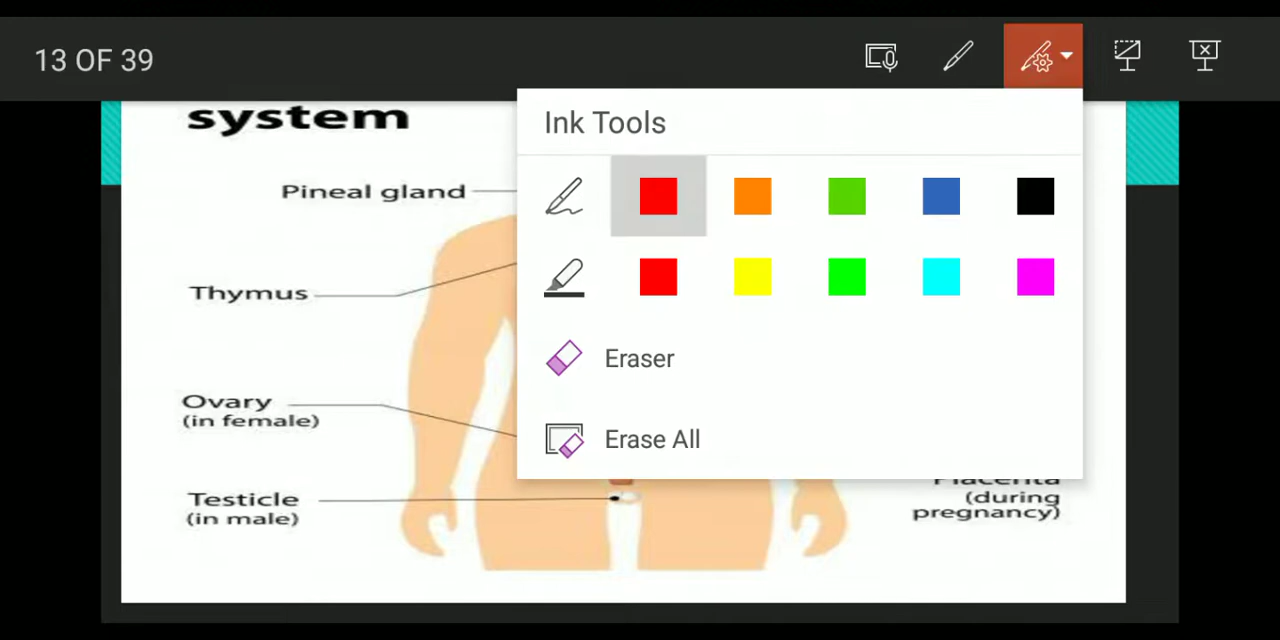 13 OF 39
system
Ink Tools
Pineal gland
Thymus
Eraser
Ovary
(in female)
Erase All
Testicle
(in male)
Placenta
(during
pregnancy)